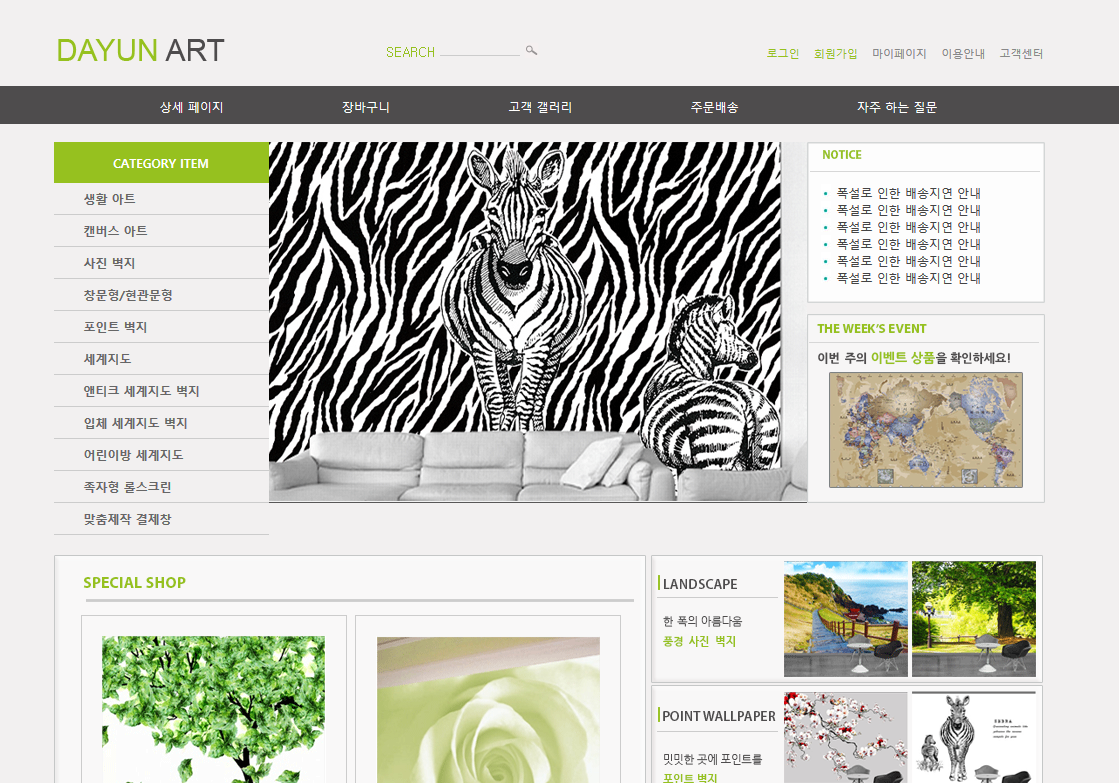 DAYUN ART
SEARCH
로그인 회원가입 마이페이지 이용안내 고객센터
상세 페이지 장바구니 고객 갤러리 주문배송 자주 하는 질문
CATEGORY ITEM
생활 아트
캔버스 아트
사진 벽지
창문형/현관문형
포인트 벽지
세계지도
앤티크 세계지도 벽지
입체 세계지도 벽지
어린이방 세계지도
족자형 롤스크린
맞춤제작 결제창
NOTICE
폭설로 인한 배송지연 안내
폭설로 인한 배송지연 안내
폭설로 인한 배송지연 안내
폭설로 인한 배송지연 안내
폭설로 인한 배송지연 안내
폭설로 인한 배송지연 안내
THE WEEK'S EVENT
이번 주의 이벤트 상품을 확인하세요!
SPECIAL SHOP
LANDSCAPE
한 폭의 아름다움
풍경 사진 벽지
POINT WALLPAPER
밋밋한 곳에 포인트를
포인트 벽지
ZEBRA